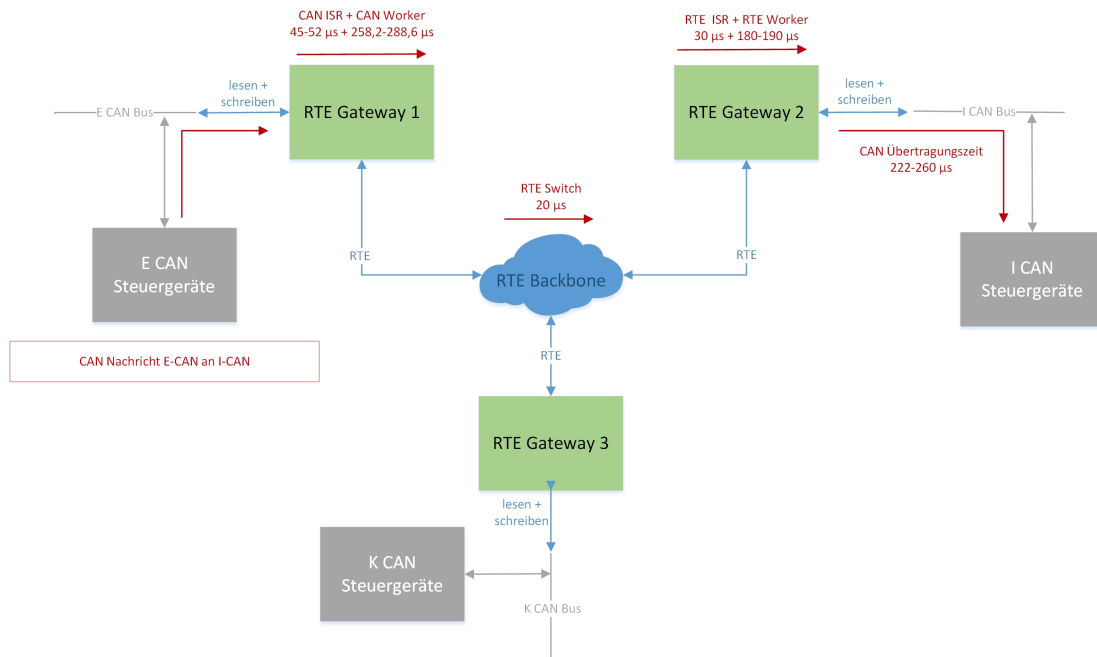 CAN ISR + CAN Worker
45-52 µs + 258,2-288,6 µs
RTE ISR + RTE Worker
30 µs + 180-190 µs
lesen +
schreiben
E CAN Bus
RTE Gateway 1
RTE Gateway 2
lesen +
schreiben
I CAN Bus
CAN Übertragungszeit
222-260 µs
RTE Switch
20 µs
E CAN
Steuergeräte
RTE
RTE Backbone
RTE
I CAN
Steuergeräte
CAN Nachricht E-CAN an I-CAN
RTE
RTE Gateway 3
lesen +
schreiben
K CAN
Steuergeräte
K CAN Bus